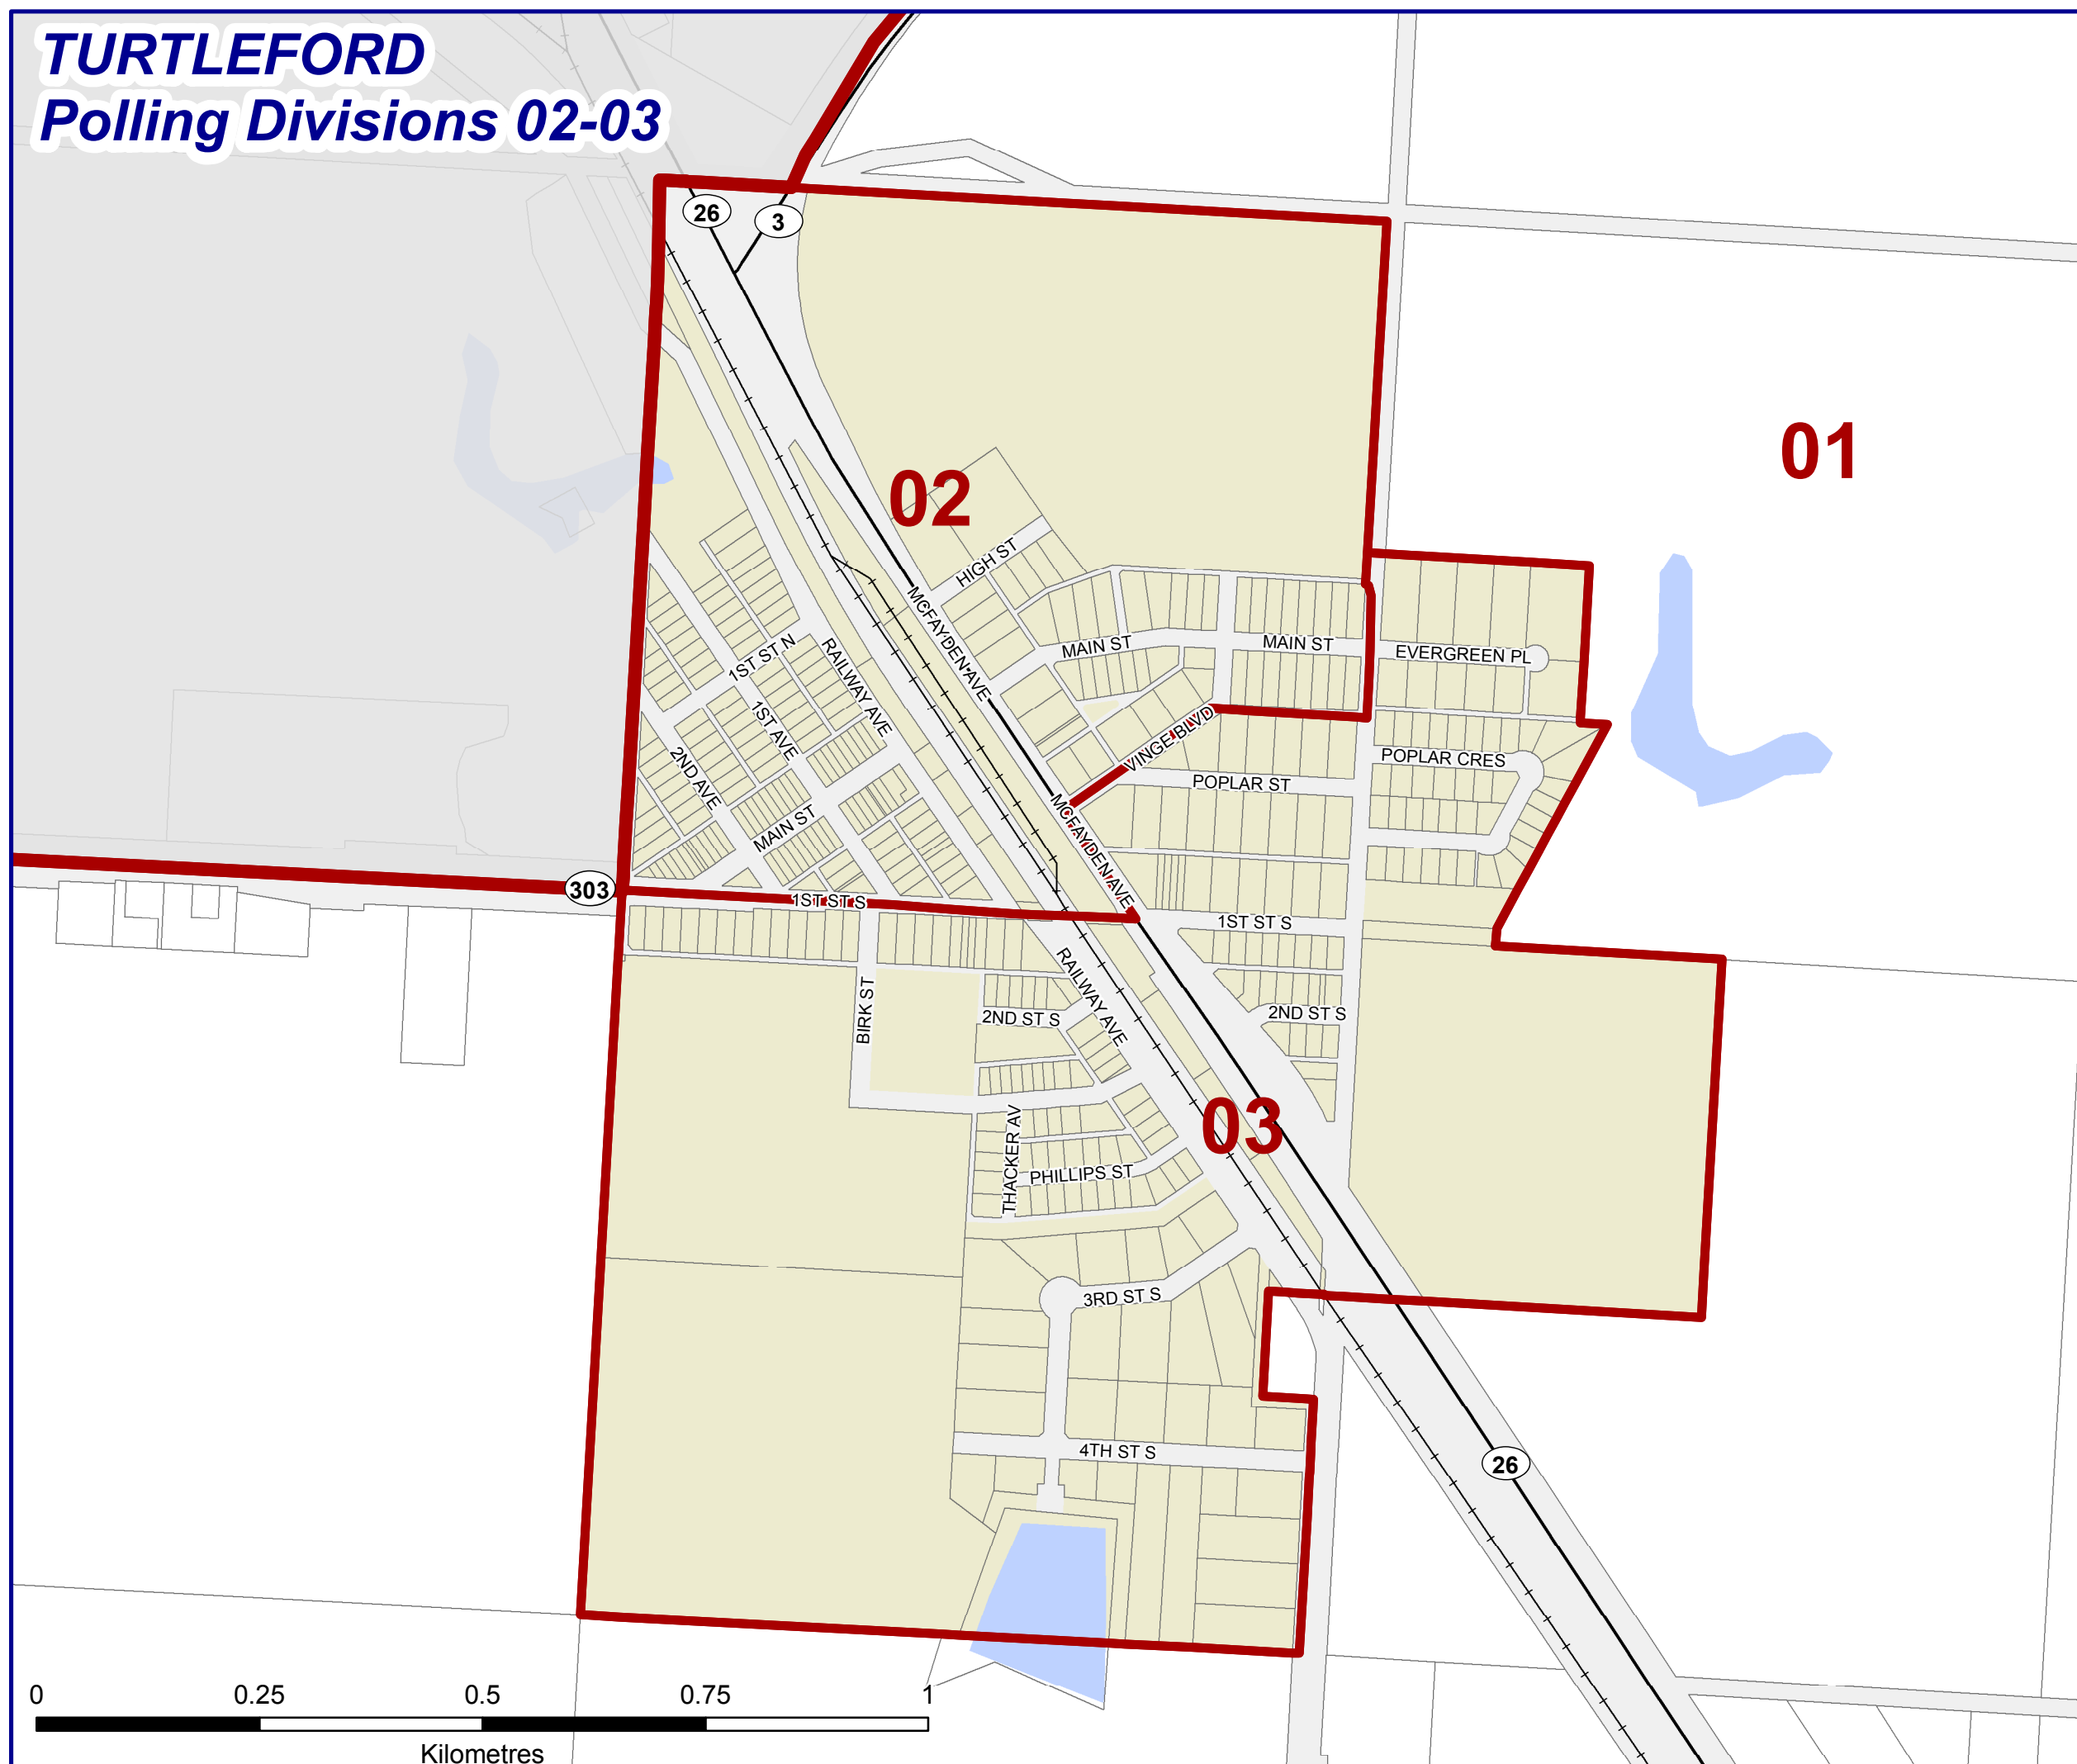 TURTLEFORD
Polling Divisions 02-03
26
3
01
02
HIGH ST
MCFAYDEN AVE
1ST ST N
RAILWAY AVE
MAIN ST
MAIN ST
EVERGREEN PL
1ST AVE
2ND AVE
VINGE BLVD
POPLAR ST
POPLAR CRES
MAIN ST
MCFAYDEN AVE
303
1ST ST S
1ST ST S
RAILWAY AVE
BIRK ST
2ND ST S
2ND ST S
03
THACKER AV
PHILLIPS ST
3RD ST S
4TH ST S
26
0 0.25 0.5 0.75 1
Kilometres